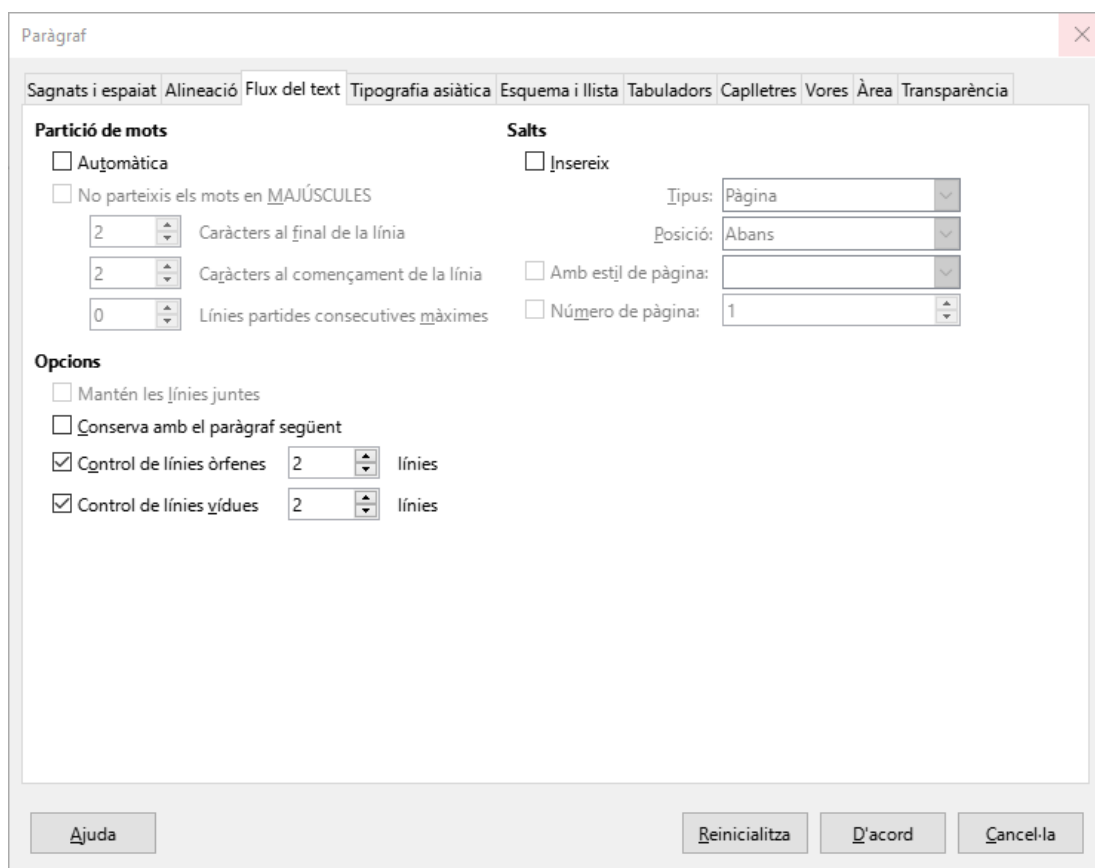 Paràgraf
Sagnats i espaiat Alineació Flux del text Tipografia asiàtica Esquema i llista Tabuladors Caplletres Vores Àrea Transparència
Partició de mots
Automàtica
No parteixis els mots en MAJÚSCULES
2 Caràcters al final de la línia
2 Caràcters al començament de la línia
0 Línies partides consecutives màximes
Salts
Insereix
Tipus: Pàgina
Posició: Abans
Amb estil de pàgina:
Número de pàgina: 1
Opcions
Mantén les línies juntes
Conserva amb el paràgraf següent
Control de línies òrfenes 2 línies
Control de línies vídues 2 línies
Ajuda Reinicialitza D'acord Cancel·la